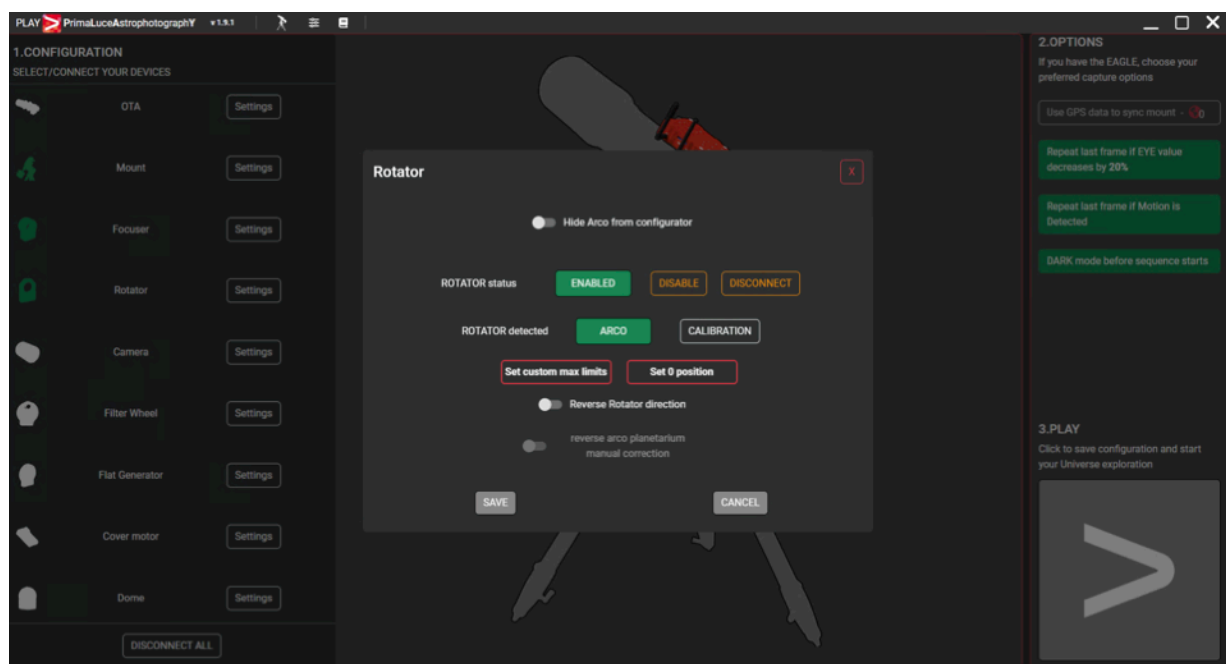 PLAY PrimaLuceAstrophotographY v1.9.1
1.CONFIGURATION
SELECT/CONNECT YOUR DEVICES
OTA Settings
Mount Settings
Focuser Settings
Rotator Settings
Camera Settings
Filter Wheel Settings
Flat Generator Settings
Cover motor Settings
Dome Settings
DISCONNECT ALL
Rotator X
Hide Arco from configurator
ROTATOR status ENABLED DISABLE DISCONNECT
ROTATOR detected ARCO CALIBRATION
Set custom max limits Set 0 position
Reverse Rotator direction
reverse arco planetarium
manual correction
SAVE CANCEL
2.OPTIONS
If you have the EAGLE, choose your
preferred capture options
Use GPS data to sync mount - 0
Repeat last frame if EYE value
decreases by 20%
Repeat last frame if Motion is
Detected
DARK mode before sequence starts
3.PLAY
Click to save configuration and start
your Universe exploration